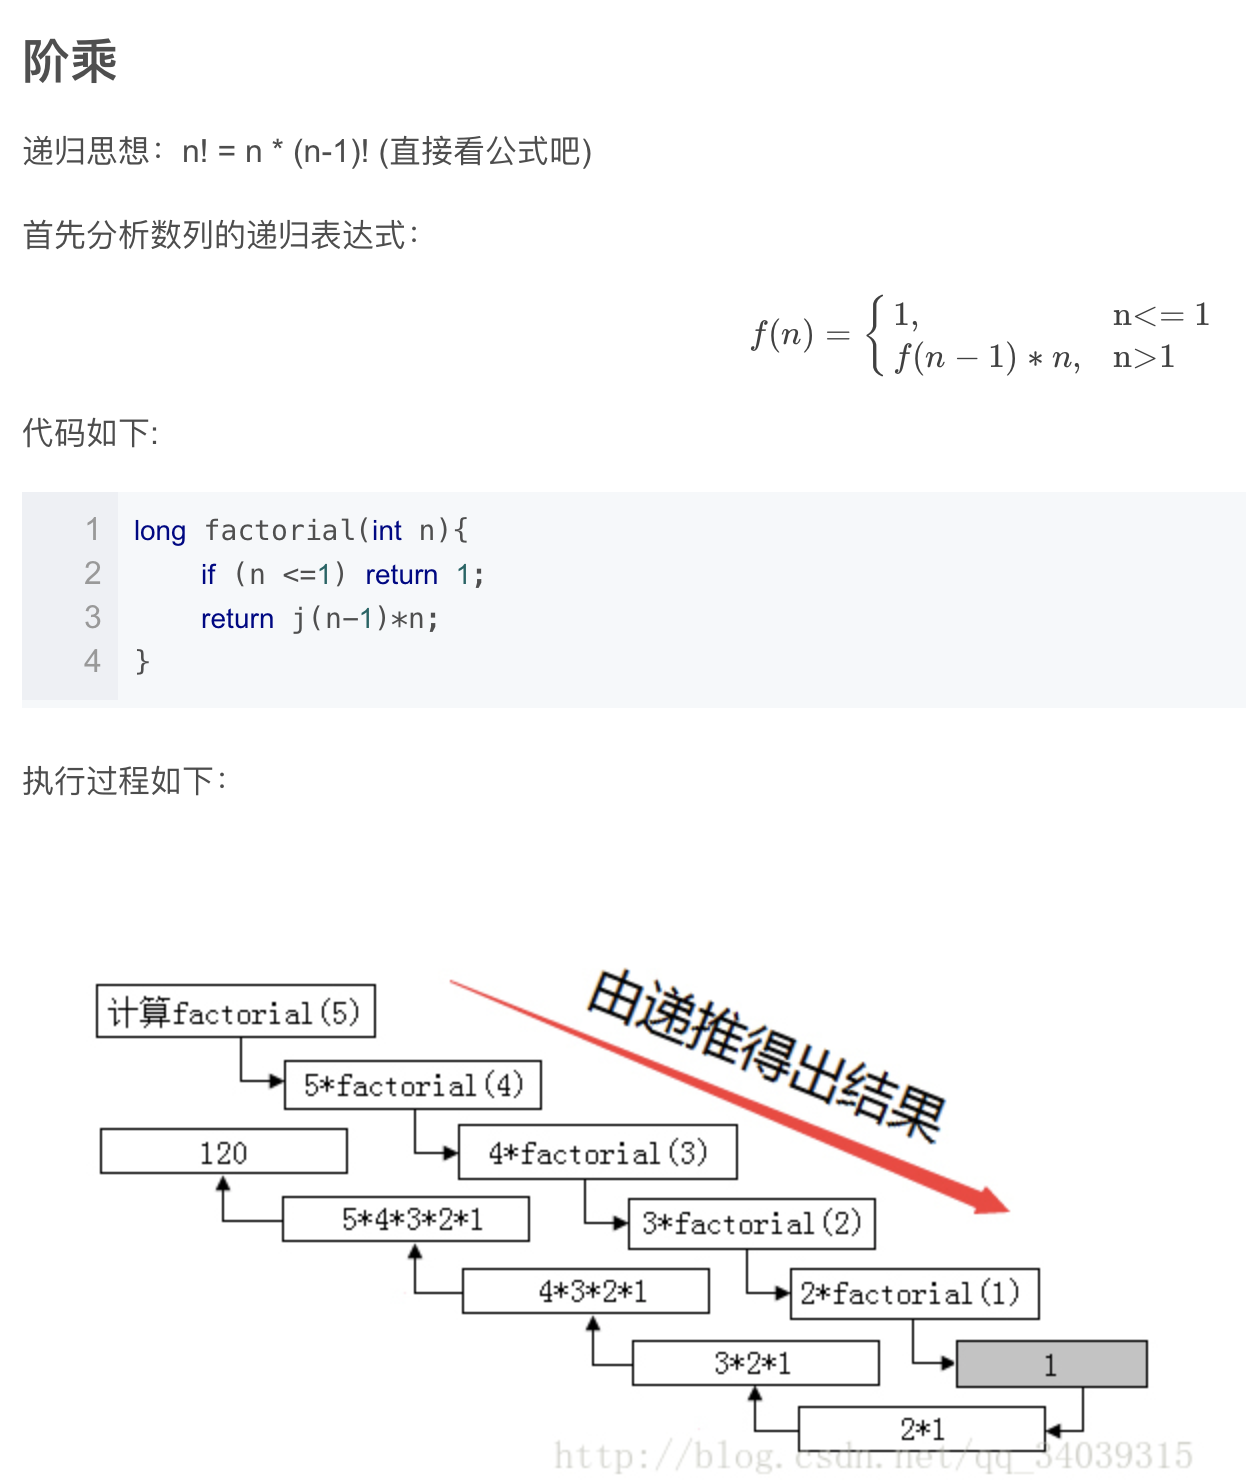 阶乘
递归思想：n! = n * (n-1)! (直接看公式吧)
首先分析数列的递归表达式：
f(n) = { 1, n<= 1
f(n − 1) ∗ n, n>1
代码如下:
1 long factorial(int n){
2 if (n <=1) return 1;
3 return j(n-1)*n;
4 }
执行过程如下：
由递推得出结果
计算factorial(5)
5*factorial(4)
4*factorial(3)
3*factorial(2)
2*factorial(1)
1
2*1
3*2*1
4*3*2*1
5*4*3*2*1
120
http://blog.csdn.net/qq_34039315